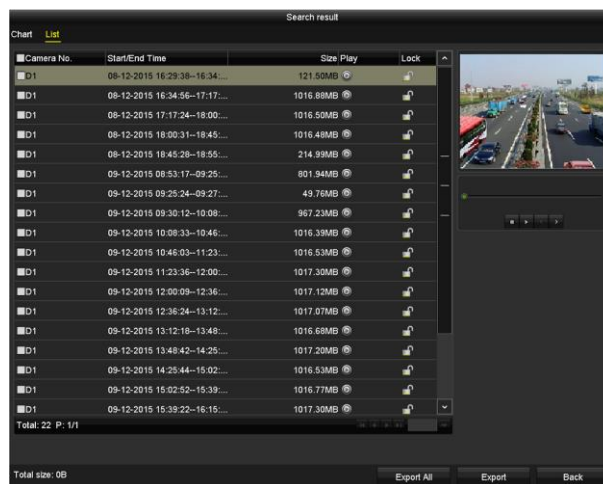 Search result
Chart List
Camera No. Start/End Time Size Play Lock
D1 08-12-2015 16:29:38--16:34:... 121.50MB
D1 08-12-2015 16:34:56--17:17:... 1016.88MB
D1 08-12-2015 17:17:24--18:00:... 1016.50MB
D1 08-12-2015 18:00:31--18:45:... 1016.48MB
D1 08-12-2015 18:45:28--18:55:... 214.99MB
D1 09-12-2015 08:53:17--09:25:... 801.94MB
D1 09-12-2015 09:25:24--09:27:... 49.76MB
D1 09-12-2015 09:30:12--10:08:... 967.23MB
D1 09-12-2015 10:08:33--10:46:... 1016.39MB
D1 09-12-2015 10:46:03--11:23:... 1016.53MB
D1 09-12-2015 11:23:36--12:00:... 1017.30MB
D1 09-12-2015 12:00:09--12:36:... 1017.12MB
D1 09-12-2015 12:36:24--13:12:... 1017.07MB
D1 09-12-2015 13:12:18--13:48:... 1016.68MB
D1 09-12-2015 13:48:42--14:25:... 1017.20MB
D1 09-12-2015 14:25:44--15:02:... 1016.53MB
D1 09-12-2015 15:02:52--15:39:... 1016.77MB
D1 09-12-2015 15:39:22--16:15:... 1017.30MB
Total: 22 P: 1/1
Total size: 0B Export All Export Back